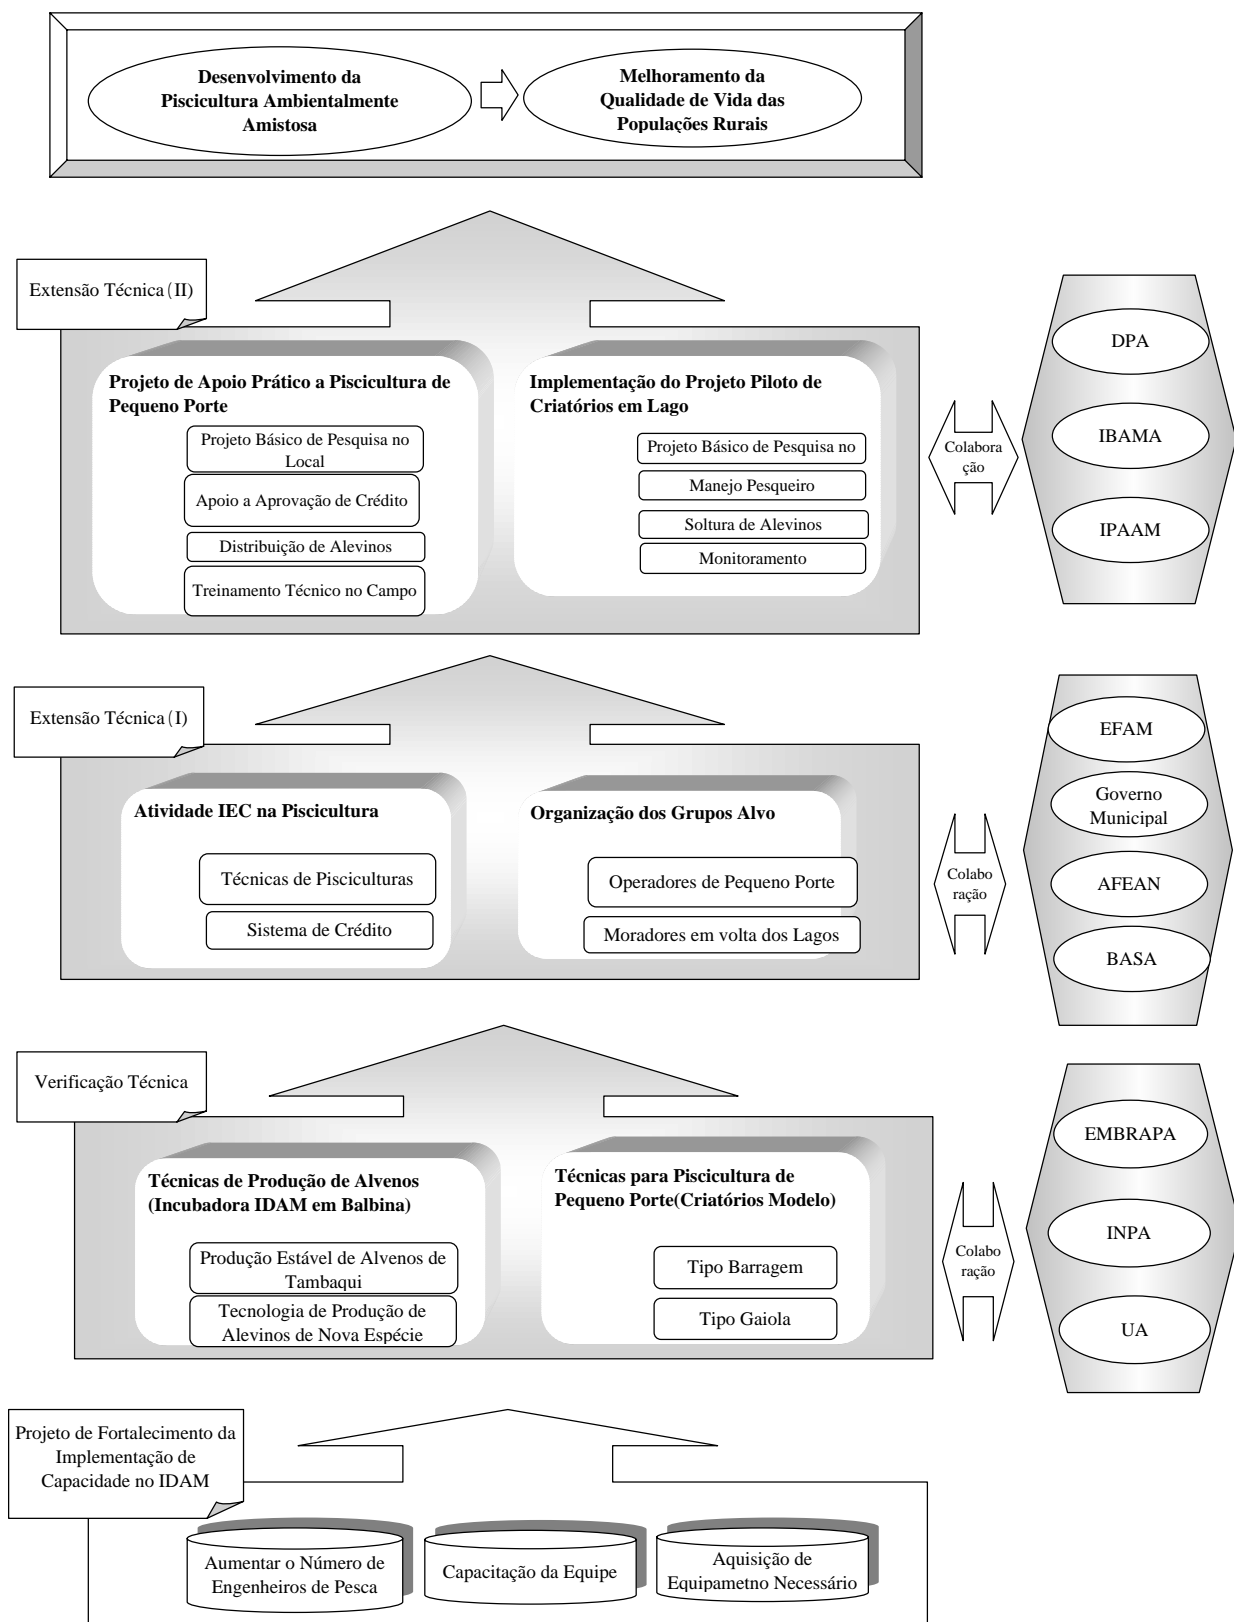 Desenvolvimento da
Piscicultura Ambientalmente
Amistosa
Melhoramento da
Qualidade de Vida das
Populações Rurais
Extensão Técnica (II)
Projeto de Apoio Prático a Piscicultura de
Pequeno Porte
Projeto Básico de Pesquisa no
Local
Apoio a Aprovação de Crédito
Distribuição de Alevinos
Treinamento Técnico no Campo
Implementação do Projeto Piloto de
Criatórios em Lago
Projeto Básico de Pesquisa no
Manejo Pesqueiro
Soltura de Alevinos
Monitoramento
Colabora
ção
DPA
IBAMA
IPAAM
Extensão Técnica (I)
Atividade IEC na Piscicultura
Técnicas de Pisciculturas
Sistema de Crédito
Organização dos Grupos Alvo
Operadores de Pequeno Porte
Moradores em volta dos Lagos
Colabo
ração
EFAM
Governo
Municipal
AFEAN
BASA
Verificação Técnica
Técnicas de Produção de Alvenos
(Incubadora IDAM em Balbina)
Produção Estável de Alvenos de
Tambaqui
Tecnologia de Produção de
Alevinos de Nova Espécie
Técnicas para Piscicultura de
Pequeno Porte(Criatórios Modelo)
Tipo Barragem
Tipo Gaiola
Colabo
ração
EMBRAPA
INPA
UA
Projeto de Fortalecimento da
Implementação de
Capacidade no IDAM
Aumentar o Número de
Engenheiros de Pesca
Capacitação da Equipe
Aquisição de
Equipametno Necessário